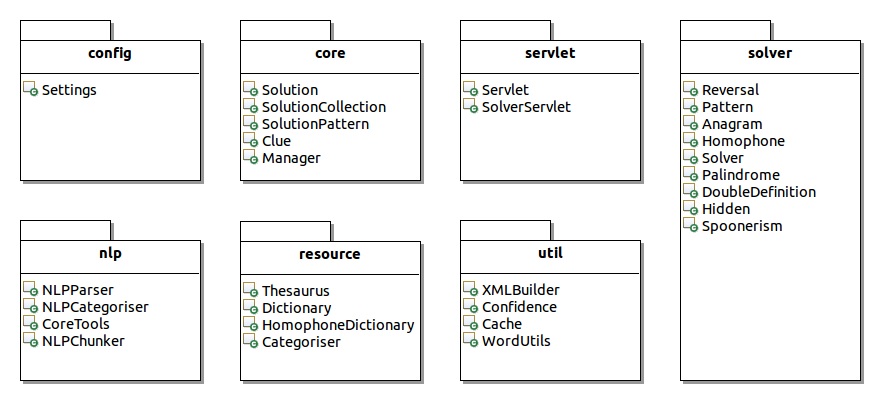 config
Settings
core
Solution
SolutionCollection
SolutionPattern
Clue
Manager
servlet
Servlet
SolverServlet
solver
Reversal
Pattern
Anagram
Homophone
Solver
Palindrome
DoubleDefinition
Hidden
Spoonerism
nlp
NLPParser
NLPCategoriser
CoreTools
NLPChunker
resource
Thesaurus
Dictionary
HomophoneDictionary
Categoriser
util
XMLBuilder
Confidence
Cache
WordUtils